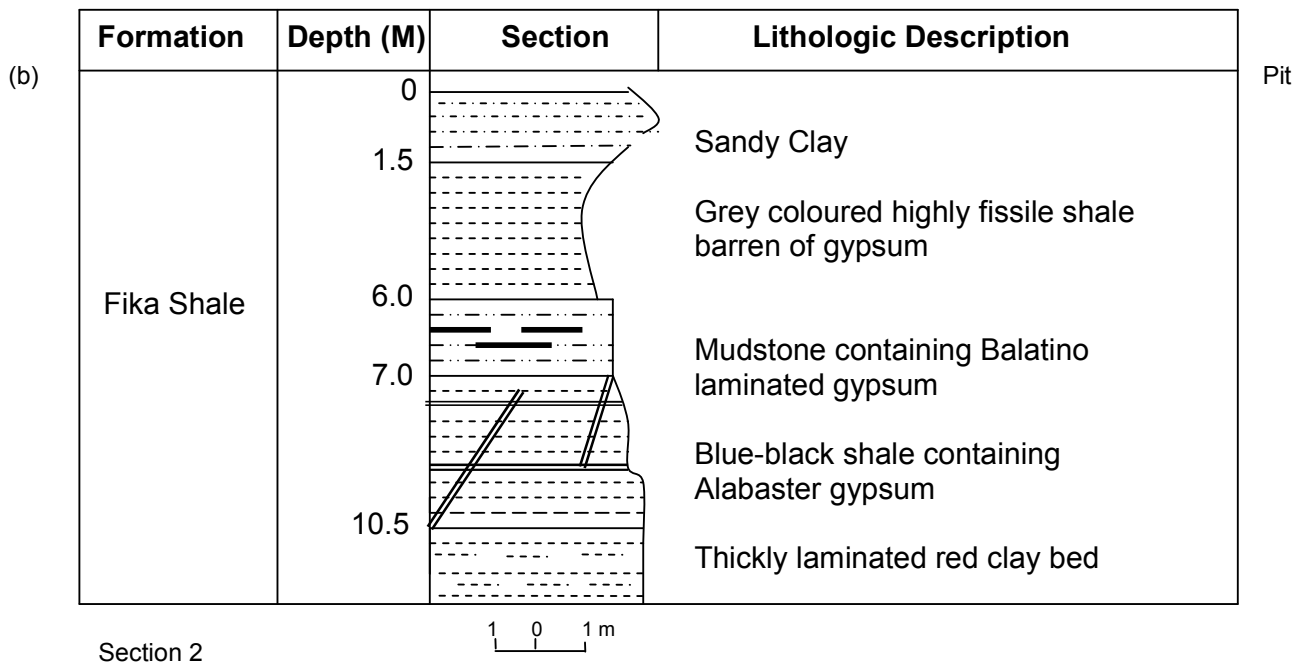 Formation Depth (M) Section Lithologic Description
(b) Pit
0
Sandy Clay
1.5
Grey coloured highly fissile shale
barren of gypsum
6.0
Fika Shale
Mudstone containing Balatino
laminated gypsum
7.0
Blue-black shale containing
Alabaster gypsum
10.5
Thickly laminated red clay bed
1 0 1 m
Section 2